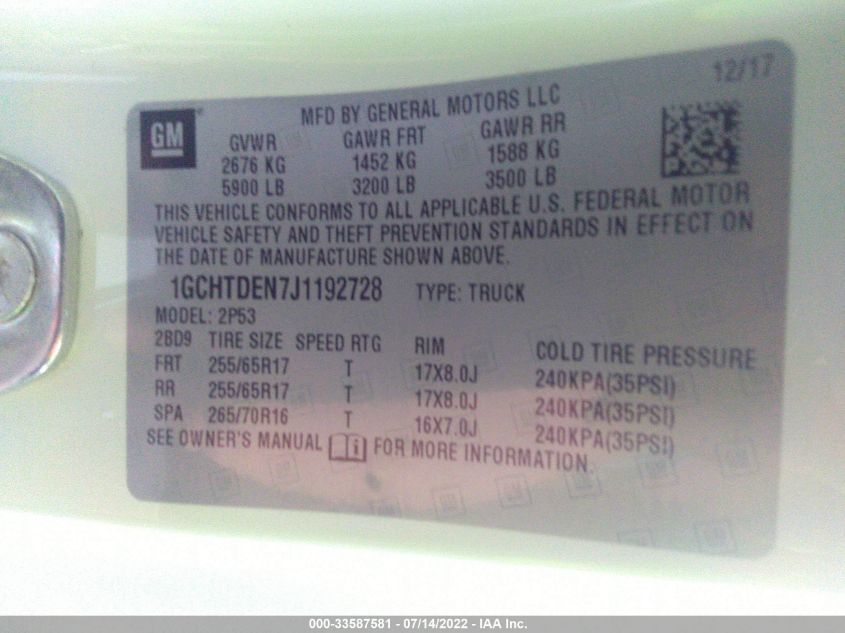 12/17
GM
MFD BY GENERAL MOTORS LLC
GVWR GAWR FRT GAWR RR
2676 KG 1452 KG 1588 KG
5900 LB 3200 LB 3500 LB
THIS VEHICLE CONFORMS TO ALL APPLICABLE U.S. FEDERAL MOTOR
VEHICLE SAFETY AND THEFT PREVENTION STANDARDS IN EFFECT ON
THE DATE OF MANUFACTURE SHOWN ABOVE.
1GCHTDEN7J1192728 TYPE: TRUCK
MODEL: 2P53
2BD9 TIRE SIZE SPEED RTG RIM COLD TIRE PRESSURE
FRT 255/65R17 T 17X8.0J 240KPA(35PSI)
RR 255/65R17 T 17X8.0J 240KPA(35PSI)
SPA 265/70R16 T 16X7.0J 240KPA(35PSI)
SEE OWNER'S MANUAL FOR MORE INFORMATION.
000-33587581 - 07/14/2022 - IAA Inc.